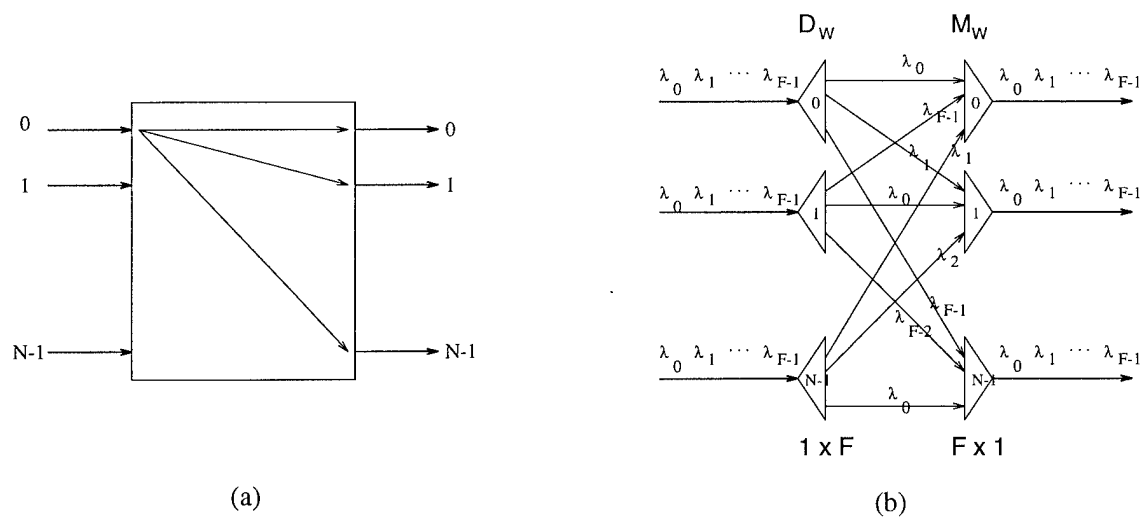 D_W M_W
λ_0 λ_1 ··· λ_F-1 0 λ_0 0 λ_0 λ_1 ··· λ_F-1
0 0
λ_F-1
λ_1 λ_1
1 1
λ_0 λ_1 ··· λ_F-1 1 λ_0 1 λ_0 λ_1 ··· λ_F-1
λ_2
λ_F-1
λ_F-2
N-1 N-1
λ_0 λ_1 ··· λ_F-1 N-1 λ_0 N-1 λ_0 λ_1 ··· λ_F-1
1 x F F x 1
(a) (b)